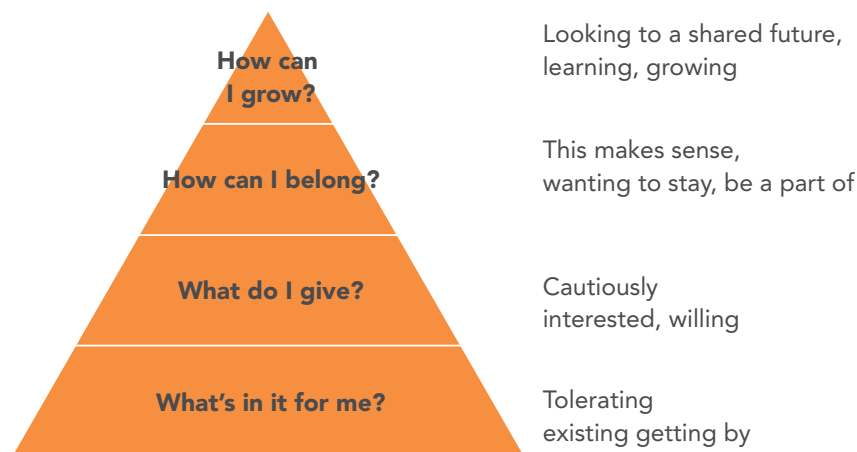 How can
I grow?
Looking to a shared future,
learning, growing
How can I belong?
This makes sense,
wanting to stay, be a part of
What do I give?
Cautiously
interested, willing
What's in it for me?
Tolerating
existing getting by